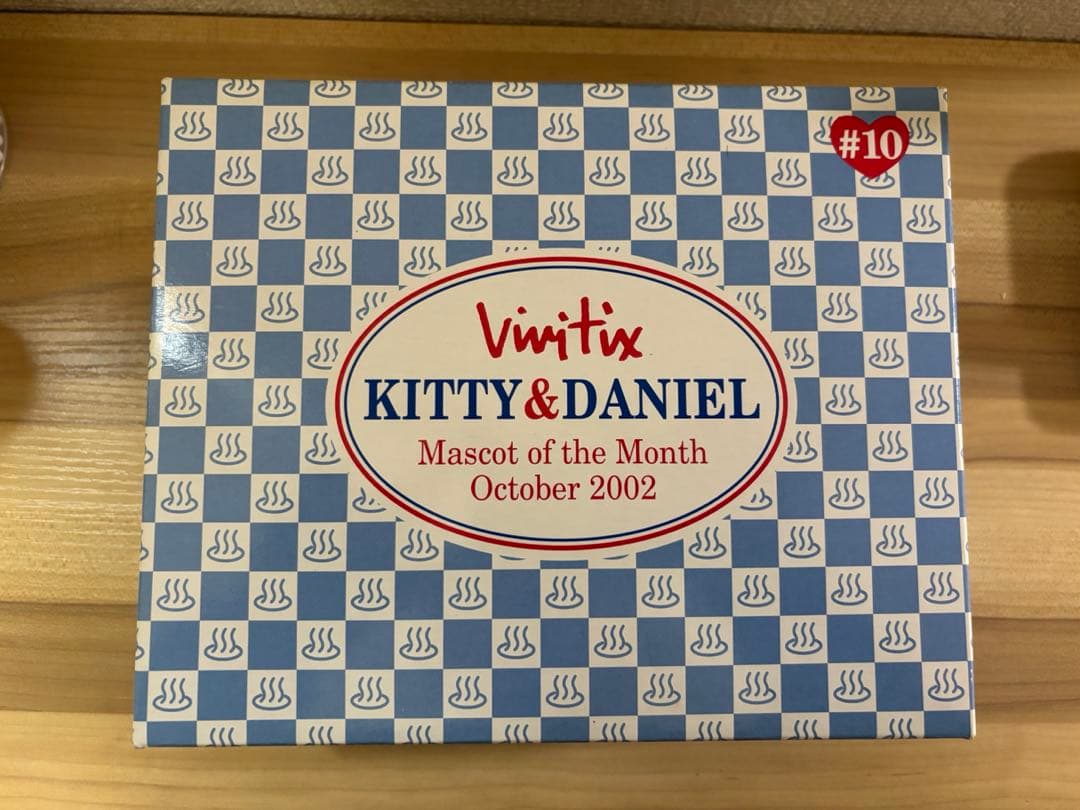 #10
Vivitix
KITTY&DANIEL
Mascot of the Month
October 2002